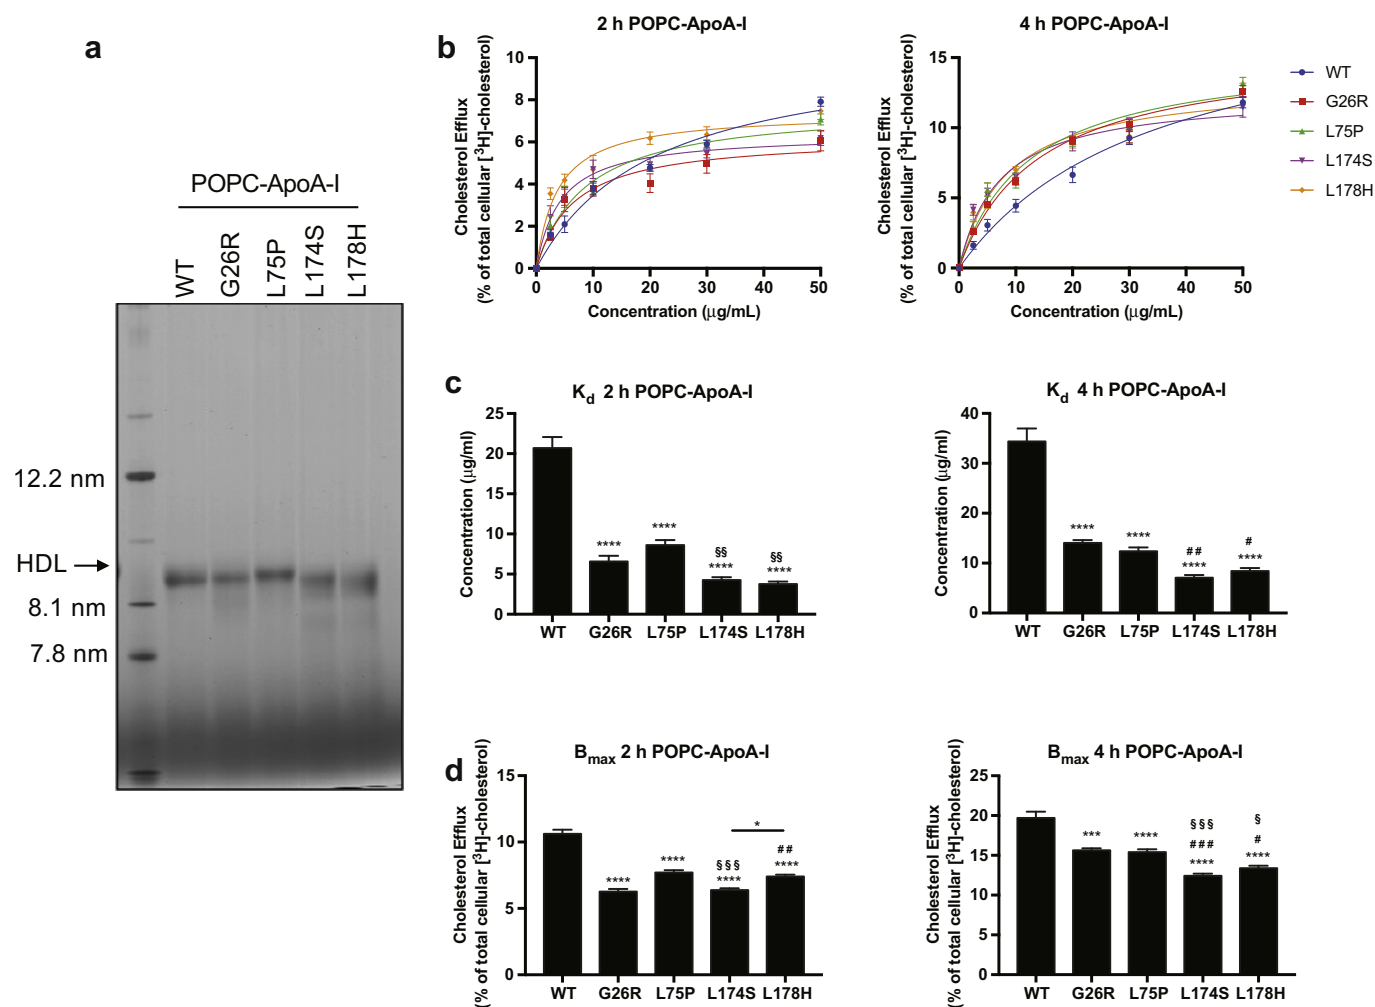 a
POPC-ApoA-I
WT
G26R
L75P
L174S
L178H
12.2 nm
HDL
8.1 nm
7.8 nm
b
2 h POPC-ApoA-I
Cholesterol Efflux
(% of total cellular [³H]-cholesterol)
10
8
6
4
2
0
0
10
20
30
40
50
Concentration (μg/mL)
4 h POPC-ApoA-I
Cholesterol Efflux
(% of total cellular [³H]-cholesterol)
15
10
5
0
0
10
20
30
40
50
Concentration (μg/mL)
WT
G26R
L75P
L174S
L178H
c
Kd 2 h POPC-ApoA-I
Concentration (μg/ml)
25
20
15
10
5
0
****
****
§§
****
§§
****
WT
G26R
L75P
L174S
L178H
Kd 4 h POPC-ApoA-I
Concentration (μg/ml)
40
30
20
10
0
****
****
##
****
#
****
WT
G26R
L75P
L174S
L178H
d
Bmax 2 h POPC-ApoA-I
Cholesterol Efflux
(% of total cellular [³H]-cholesterol)
15
10
5
0
****
****
§§§
****
*
##
****
WT
G26R
L75P
L174S
L178H
Bmax 4 h POPC-ApoA-I
Cholesterol Efflux
(% of total cellular [³H]-cholesterol)
25
20
15
10
5
0
***
****
§§§
###
****
§
#
****
WT
G26R
L75P
L174S
L178H